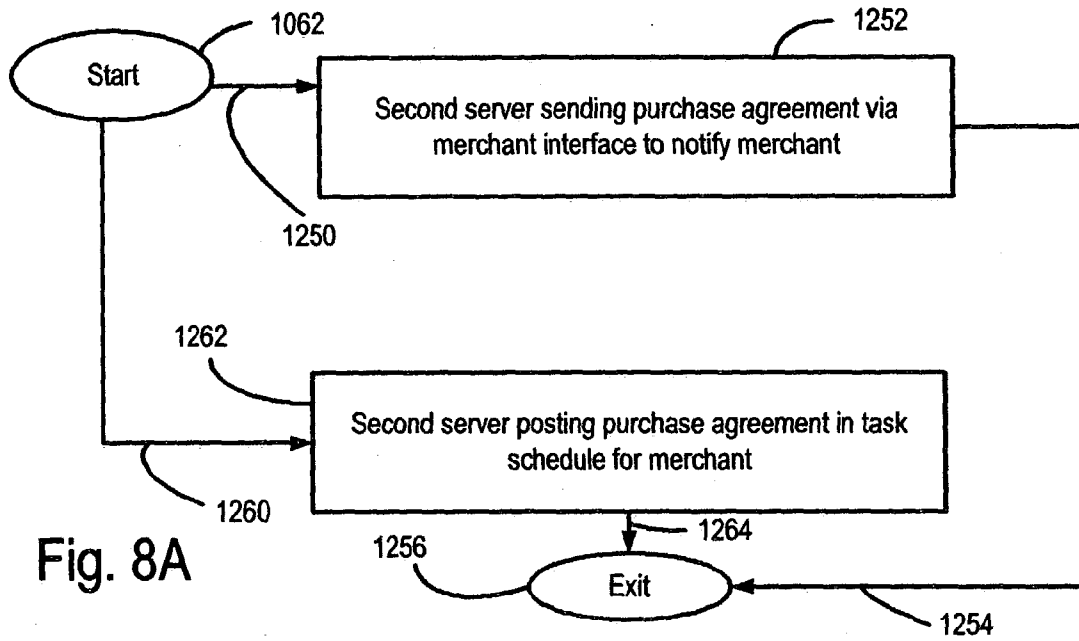 1062
1252
Start
Second server sending purchase agreement via
merchant interface to notify merchant
1250
1262
Second server posting purchase agreement in task
schedule for merchant
1260
1264
Fig. 8A
1256
Exit
1254